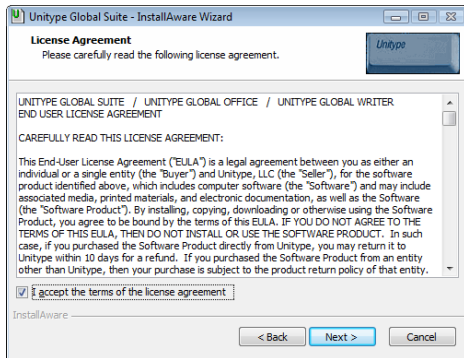 Unitype Global Suite - InstallAware Wizard
License Agreement
Please carefully read the following license agreement.
Unitype
UNITYPE GLOBAL SUITE / UNITYPE GLOBAL OFFICE / UNITYPE GLOBAL WRITER
END USER LICENSE AGREEMENT
CAREFULLY READ THIS LICENSE AGREEMENT:
This End-User License Agreement ("EULA") is a legal agreement between you as either an
individual or a single entity (the "Buyer") and Unitype, LLC (the "Seller"), for the software
product identified above, which includes computer software (the "Software") and may include
associated media, printed materials, and electronic documentation, as well as the Software
(the "Software Product"). By installing, copying, downloading or otherwise using the Software
Product, you agree to be bound by the terms of this EULA. IF YOU DO NOT AGREE TO THE
TERMS OF THIS EULA, THEN DO NOT INSTALL OR USE THE SOFTWARE PRODUCT. In such
case, if you purchased the Software Product directly from Unitype, you may return it to
Unitype within 10 days for a refund. If you purchased the Software Product from an entity
other than Unitype, then your purchase is subject to the product return policy of that entity.
I accept the terms of the license agreement
InstallAware
< Back
Next >
Cancel